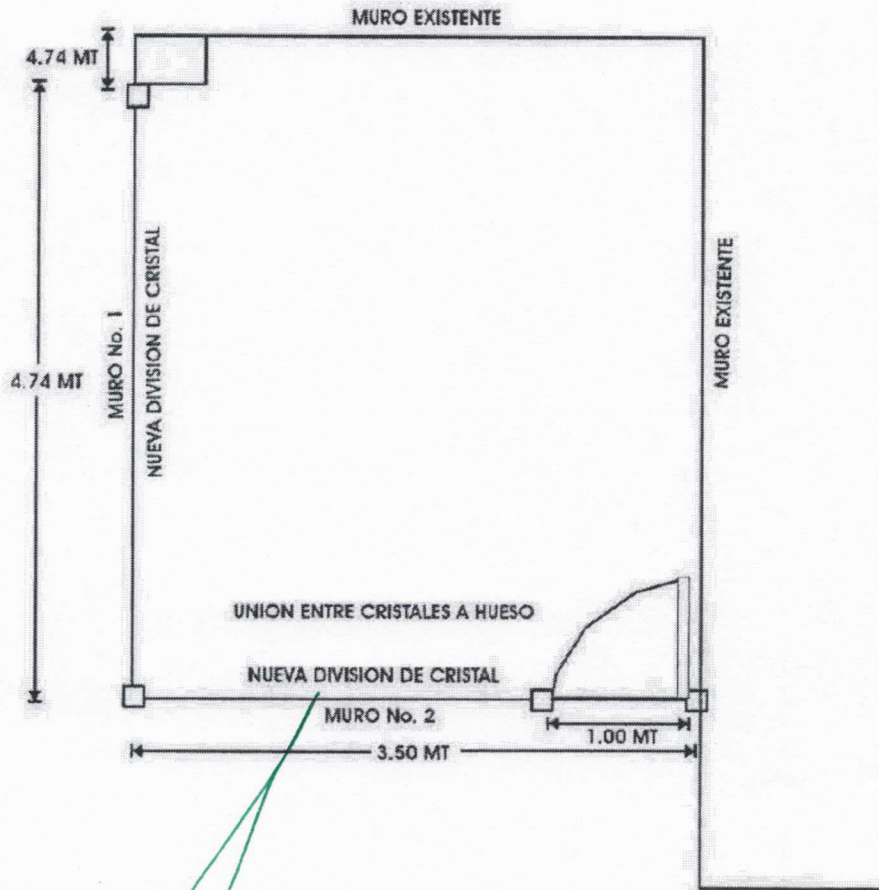 MURO EXISTENTE
4.74 MT
4.74 MT
MURO No. 1
NUEVA DIVISION DE CRISTAL
MURO EXISTENTE
UNION ENTRE CRISTALES A HUESO
NUEVA DIVISION DE CRISTAL
MURO No. 2
1.00 MT
3.50 MT